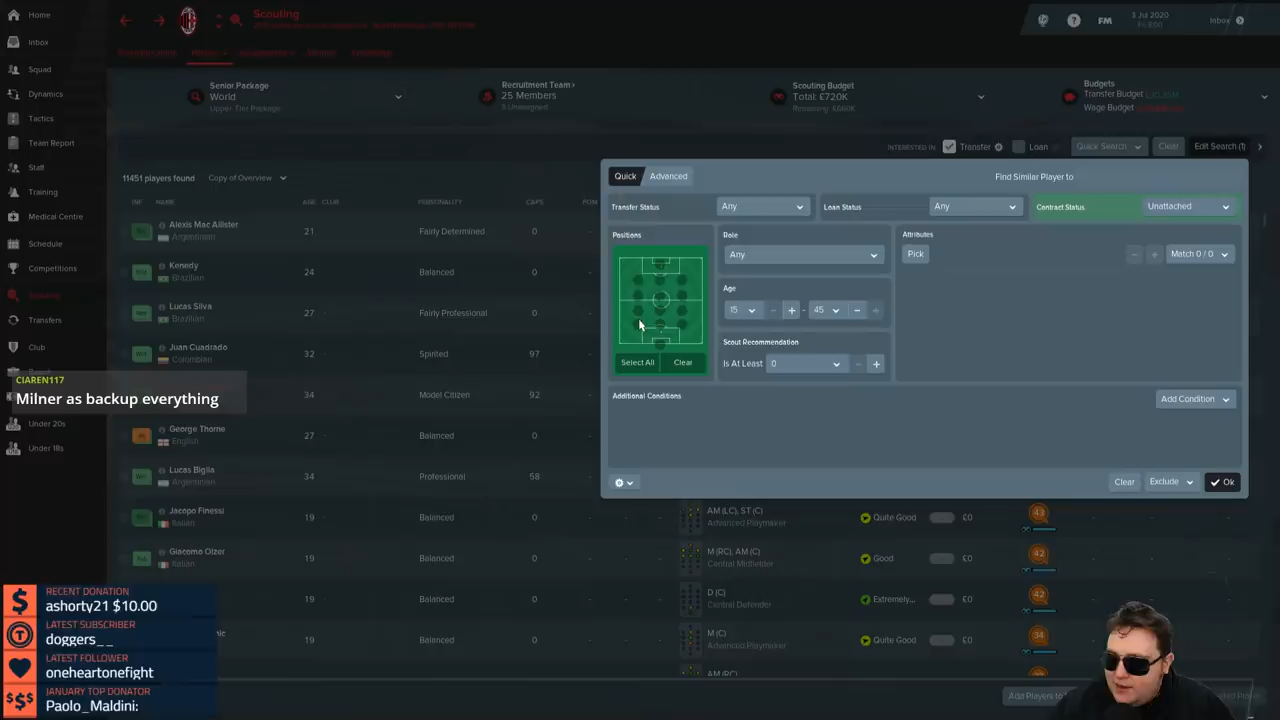 Home
Scouting
3 Jul 2020
FM
Inbox
Inbox
Squad
Dynamics
Tactics
Team Report
Staff
Training
Medical Centre
Schedule
Competitions
Transfers
Club
Under 20s
Under 18s
Senior Package
World
Upper Tier Package
Recruitment Team
25 Members
Scouting Budget
Total: £720K
Budgets
Transfer Budget
Wage Budget
INTERESTED IN Transfer Loan Quick Search Clear Edit Search (1)
11451 players found Copy of Overview
INF NAME AGE CLUB PERSONALITY CAPS
Alexis Mac Allister 21 Fairly Determined 0
Argentinian
Kenedy 24 Balanced 0
Brazilian
Lucas Silva 27 Fairly Professional 0
Brazilian
Juan Cuadrado 32 Spirited 97
Colombian
34 Model Citizen 92
George Thorne 27 Balanced 0
English
Lucas Biglia 34 Professional 58
Argentinian
Jacopo Finessi 19 Balanced 0
Italian
AM (LC), ST (C) Quite Good £0 43
Advanced Playmaker
Giacomo Olzer 19 Balanced 0
Italian
M (RC), AM (C) Good £0 42
Central Midfielder
19 Balanced 0
D (C) Extremely... £0 42
Central Defender
19 Balanced 0
M (C) Quite Good £0 34
Advanced Playmaker
AM (RC)
Quick Advanced Find Similar Player to
Transfer Status Any Loan Status Any Contract Status Unattached
Positions Role Attributes
Any Pick Match 0 / 0
Age
15 - 45
Scout Recommendation
Is At Least 0
Select All Clear
Additional Conditions Add Condition
Clear Exclude Ok
CIAREN117
Milner as backup everything
RECENT DONATION
ashorty21 $10.00
LATEST SUBSCRIBER
doggers__
LATEST FOLLOWER
oneheartonefight
JANUARY TOP DONATOR
Paolo_Maldini: